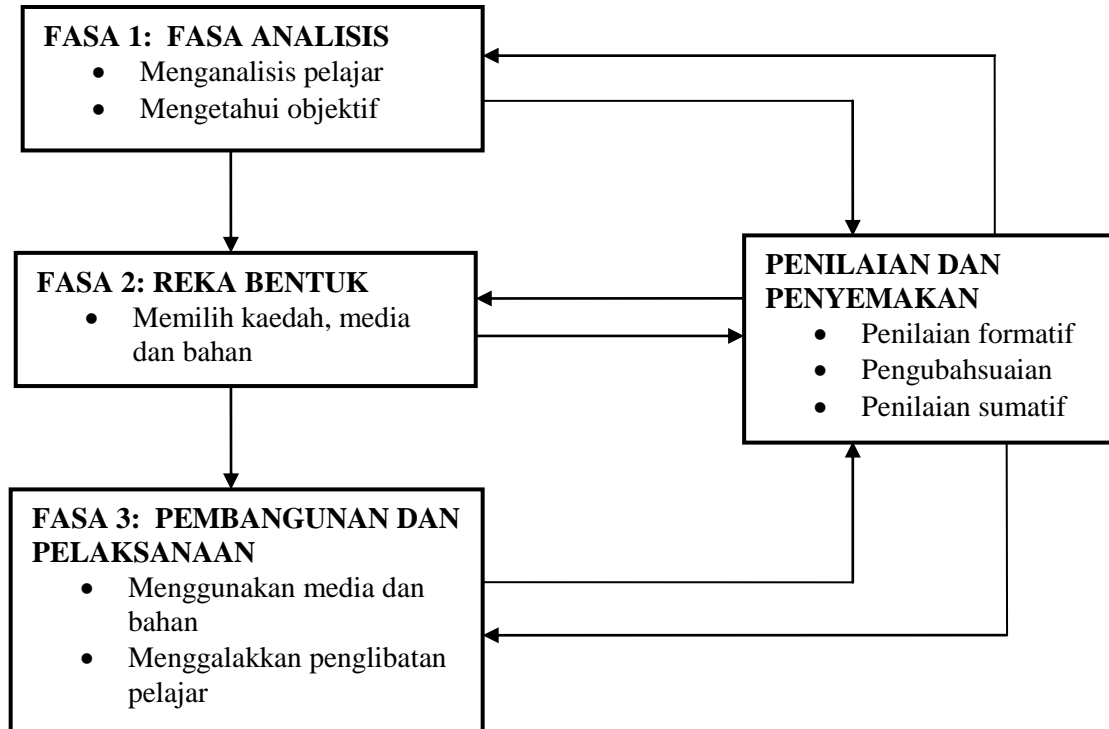 FASA 1: FASA ANALISIS
• Menganalisis pelajar
• Mengetahui objektif
FASA 2: REKA BENTUK
• Memilih kaedah, media
dan bahan
PENILAIAN DAN
PENYEMAKAN
• Penilaian formatif
• Pengubahsuaian
• Penilaian sumatif
FASA 3: PEMBANGUNAN DAN
PELAKSANAAN
• Menggunakan media dan
bahan
• Menggalakkan penglibatan
pelajar